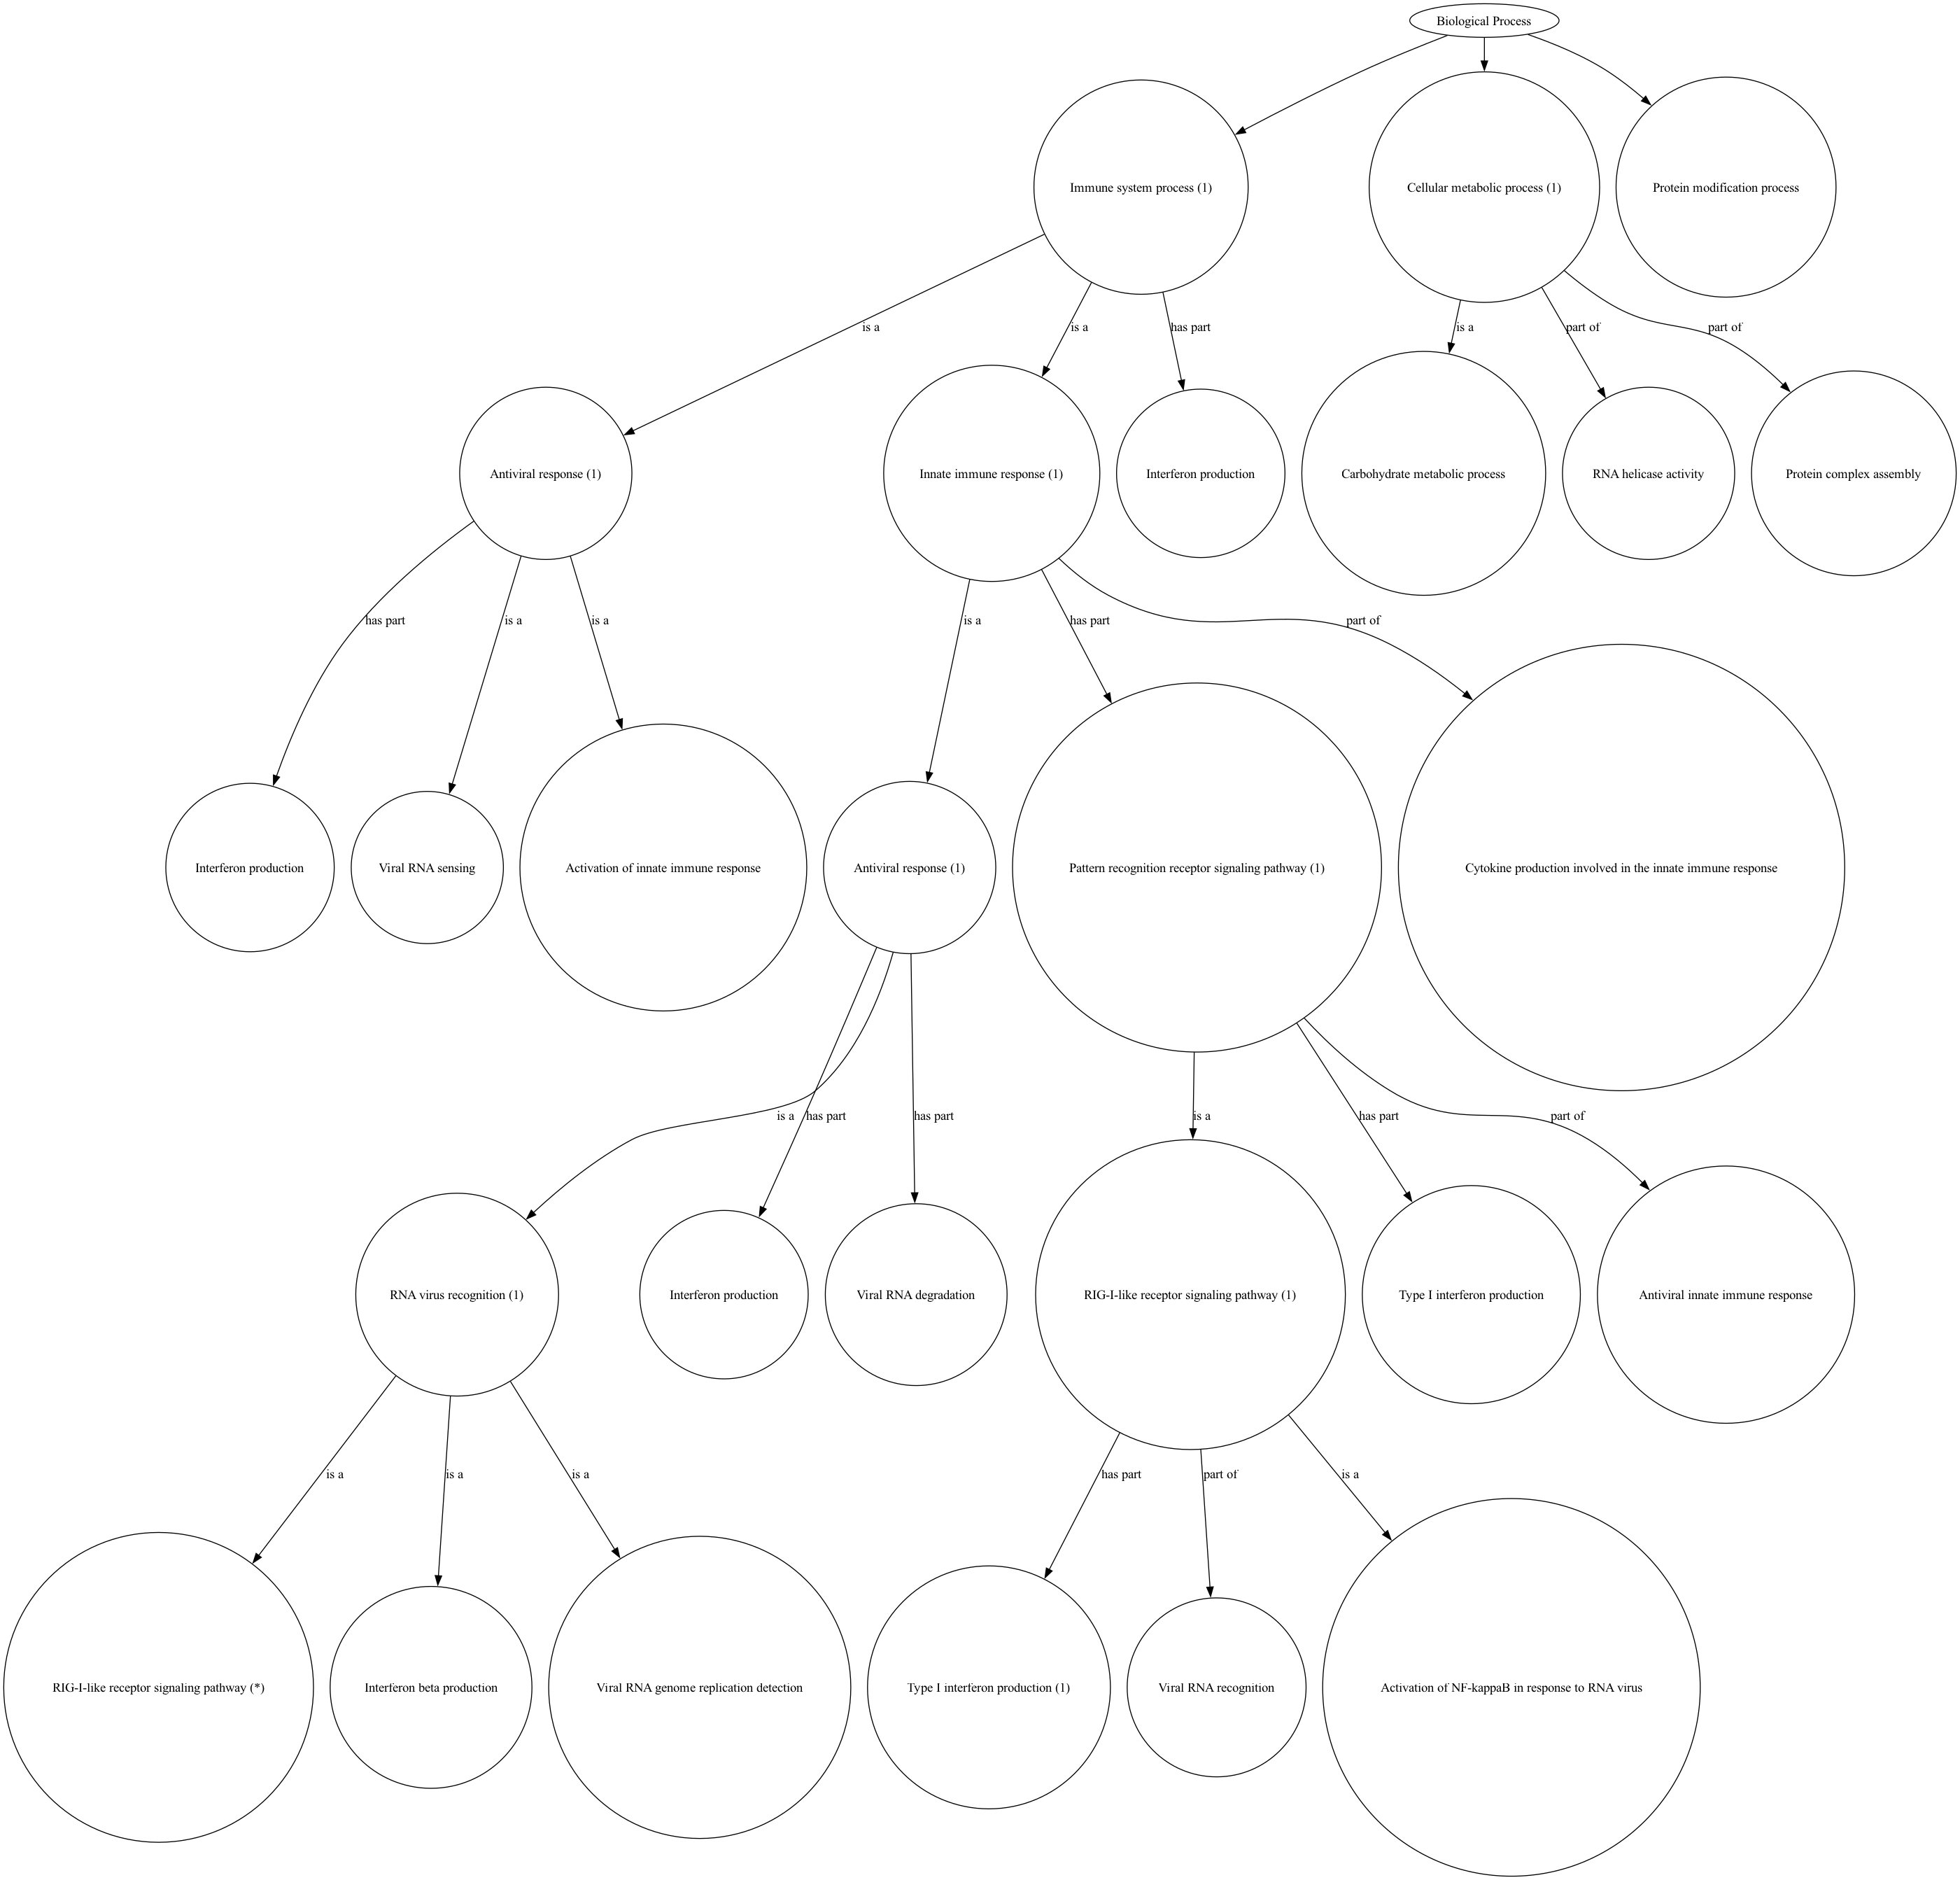 Biological Process
Immune system process (1)
Cellular metabolic process (1)
Protein modification process
is a
is a
has part
is a
part of
part of
Antiviral response (1)
Innate immune response (1)
Interferon production
Carbohydrate metabolic process
RNA helicase activity
Protein complex assembly
has part
is a
is a
is a
has part
part of
Interferon production
Viral RNA sensing
Activation of innate immune response
Antiviral response (1)
Pattern recognition receptor signaling pathway (1)
Cytokine production involved in the innate immune response
is a
has part
has part
is a
has part
part of
RNA virus recognition (1)
Interferon production
Viral RNA degradation
RIG-I-like receptor signaling pathway (1)
Type I interferon production
Antiviral innate immune response
is a
is a
is a
has part
part of
is a
RIG-I-like receptor signaling pathway (*)
Interferon beta production
Viral RNA genome replication detection
Type I interferon production (1)
Viral RNA recognition
Activation of NF-kappaB in response to RNA virus